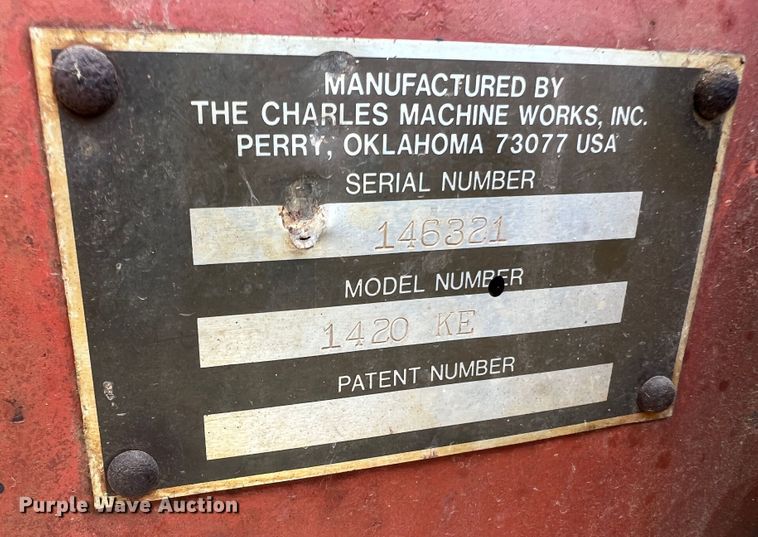 MANUFACTURED BY
THE CHARLES MACHINE WORKS, INC.
PERRY, OKLAHOMA 73077 USA
SERIAL NUMBER
146321
MODEL NUMBER
1420 KE
PATENT NUMBER
Purple Wave Auction